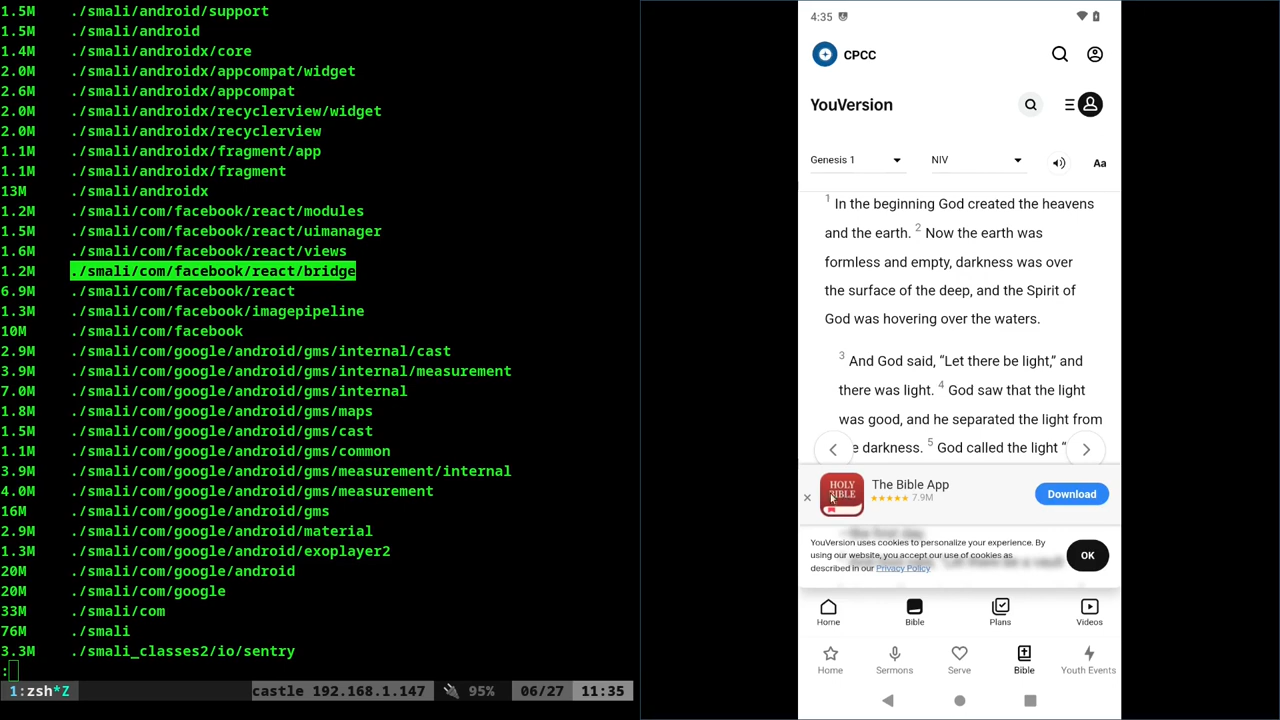 1.5M ./smali/android/support
1.5M ./smali/android
1.4M ./smali/androidx/core
2.0M ./smali/androidx/appcompat/widget
2.6M ./smali/androidx/appcompat
2.0M ./smali/androidx/recyclerview/widget
2.0M ./smali/androidx/recyclerview
1.1M ./smali/androidx/fragment/app
1.1M ./smali/androidx/fragment
13M ./smali/androidx
1.2M ./smali/com/facebook/react/modules
1.5M ./smali/com/facebook/react/uimanager
1.6M ./smali/com/facebook/react/views
1.2M ./smali/com/facebook/react/bridge
6.9M ./smali/com/facebook/react
1.3M ./smali/com/facebook/imagepipeline
10M ./smali/com/facebook
2.9M ./smali/com/google/android/gms/internal/cast
3.9M ./smali/com/google/android/gms/internal/measurement
7.0M ./smali/com/google/android/gms/internal
1.8M ./smali/com/google/android/gms/maps
1.5M ./smali/com/google/android/gms/cast
1.1M ./smali/com/google/android/gms/common
3.9M ./smali/com/google/android/gms/measurement/internal
4.0M ./smali/com/google/android/gms/measurement
16M ./smali/com/google/android/gms
2.9M ./smali/com/google/android/material
1.3M ./smali/com/google/android/exoplayer2
20M ./smali/com/google/android
20M ./smali/com/google
33M ./smali/com
76M ./smali
3.3M ./smali_classes2/io/sentry
:
1:zsh*Z castle 192.168.1.147 95% 06/27 11:35
4:35
CPCC
YouVersion
Genesis 1 NIV Aa
1 In the beginning God created the heavens
and the earth. 2 Now the earth was
formless and empty, darkness was over
the surface of the deep, and the Spirit of
God was hovering over the waters.
3 And God said, “Let there be light,” and
there was light. 4 God saw that the light
was good, and he separated the light from
darkness. 5 God called the light “
The Bible App
HOLY BIBLE
★★★★★ 7.9M
Download
YouVersion uses cookies to personalize your experience. By
using our website, you accept our use of cookies as
described in our Privacy Policy
OK
Home Bible Plans Videos
Home Sermons Serve Bible Youth Events